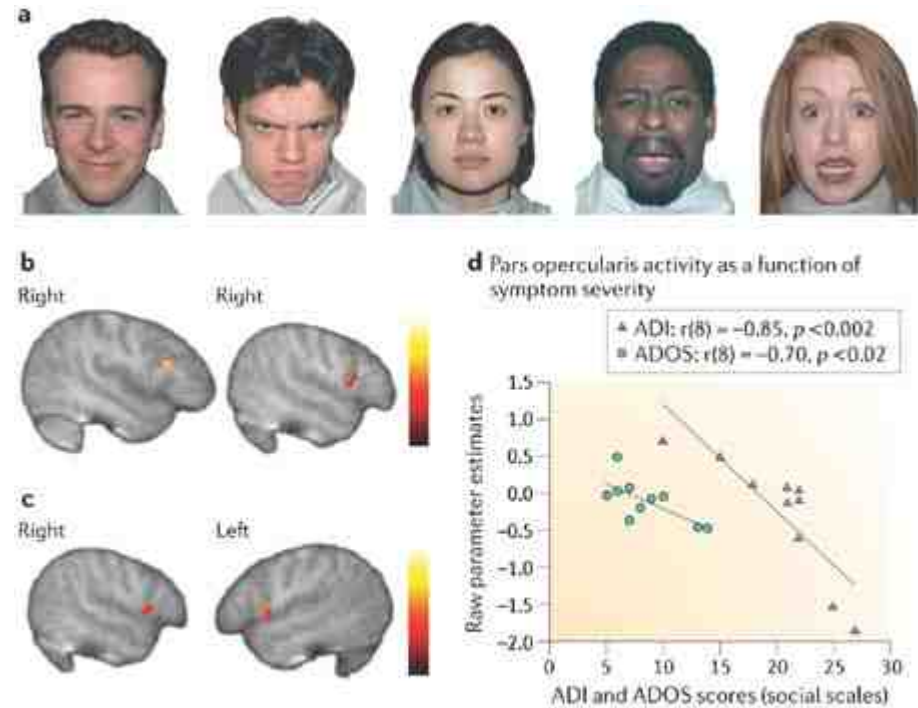 a
b
Right Right
c
Right Left
d Pars opercularis activity as a function of
symptom severity
▲ ADI: r(8) = –0.85, p <0.002
● ADOS: r(8) = –0.70, p <0.02
1.5
1.0
0.5
0.0
–0.5
–1.0
–1.5
–2.0
Raw parameter estimates
0 5 10 15 20 25 30
ADI and ADOS scores (social scales)